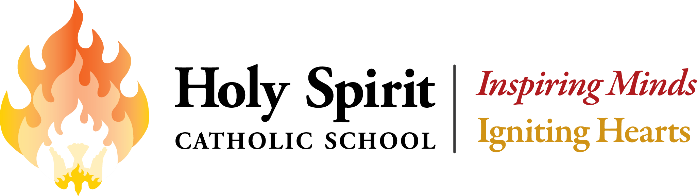 Holy Spirit
CATHOLIC SCHOOL
Inspiring Minds
Igniting Hearts